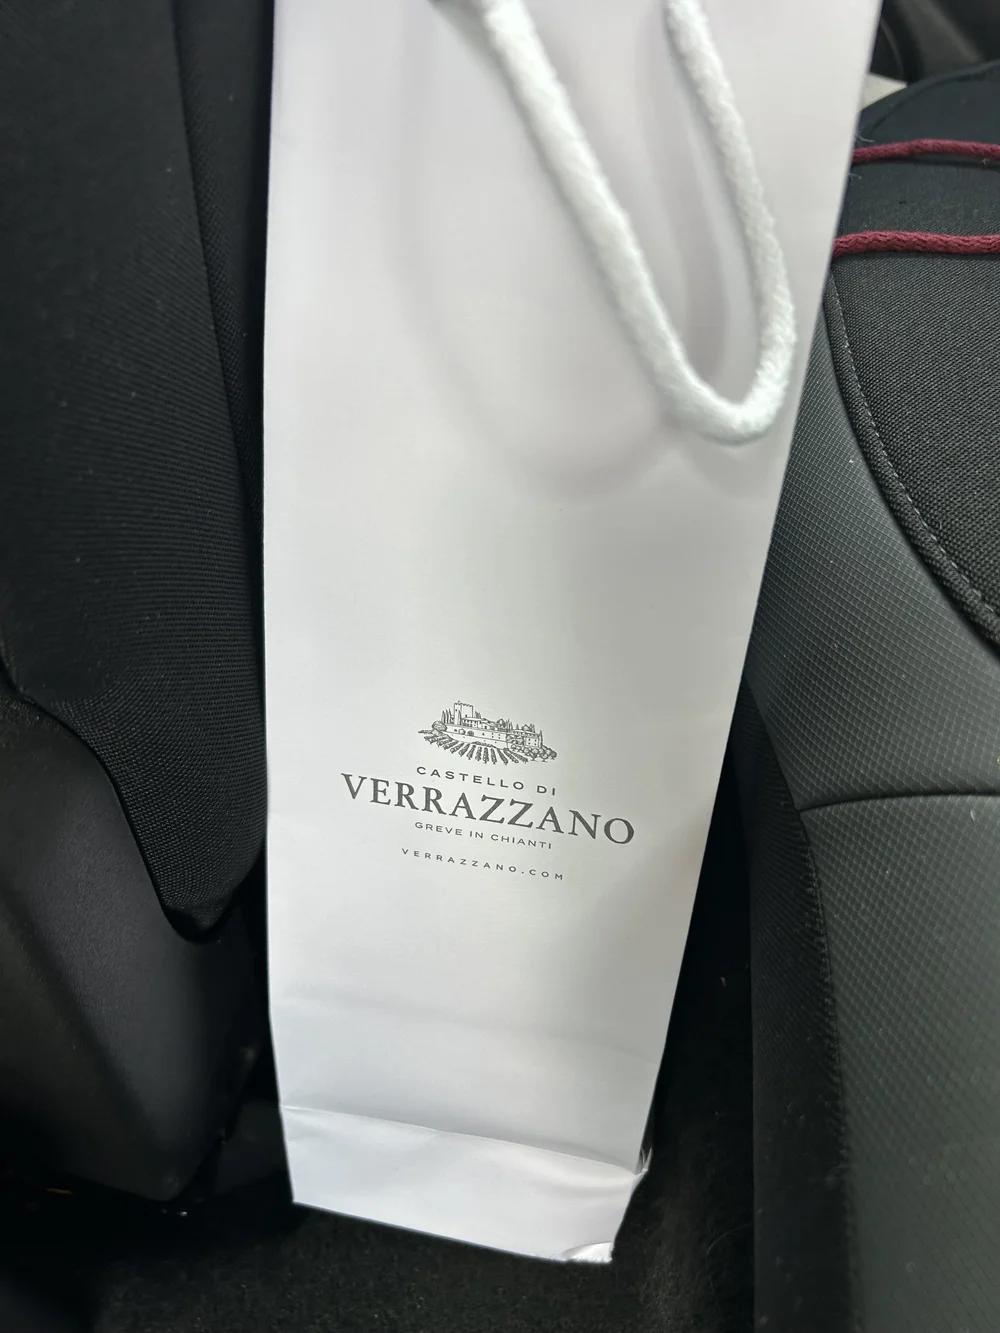 CASTELLO DI
VERRAZZANO
GREVE IN CHIANTI
VERRAZZANO.COM